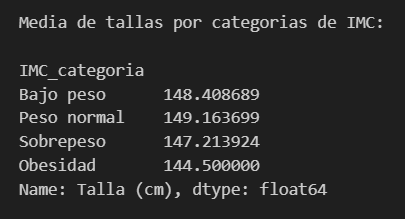 Media de tallas por categorias de IMC:
IMC_categoria
Bajo peso 148.408689
Peso normal 149.163699
Sobrepeso 147.213924
Obesidad 144.500000
Name: Talla (cm), dtype: float64